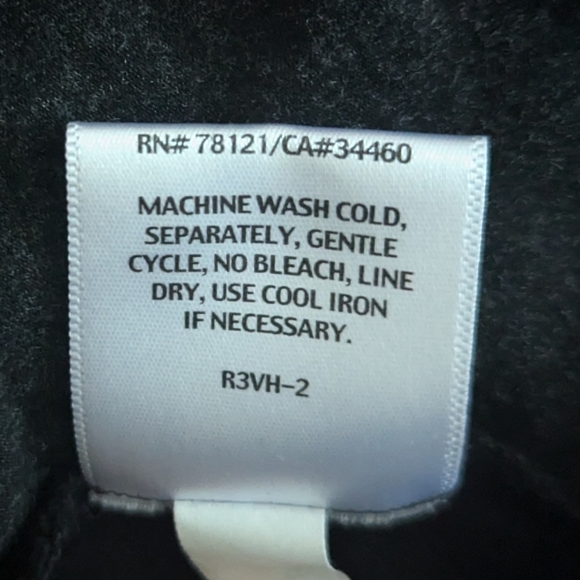 RN# 78121/CA#34460
MACHINE WASH COLD,
SEPARATELY, GENTLE
CYCLE, NO BLEACH, LINE
DRY, USE COOL IRON
IF NECESSARY.
R3VH-2